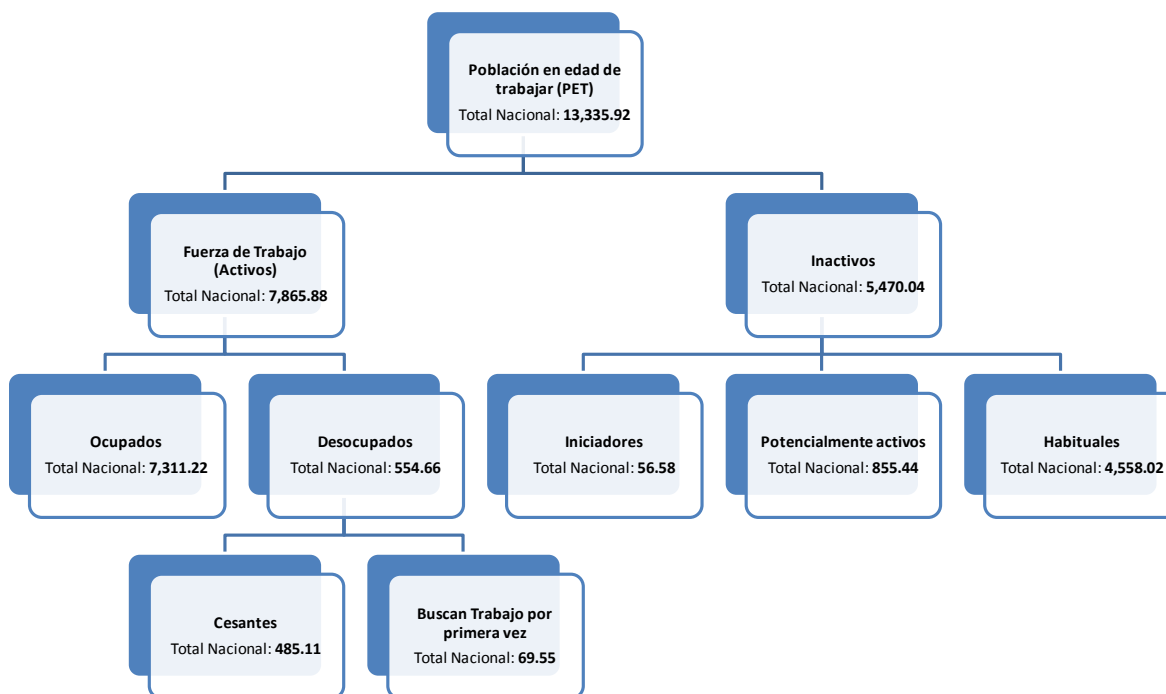 Población en edad de
trabajar (PET)
Total Nacional: 13,335.92
Fuerza de Trabajo
(Activos)
Total Nacional: 7,865.88
Inactivos
Total Nacional: 5,470.04
Ocupados
Total Nacional: 7,311.22
Desocupados
Total Nacional: 554.66
Iniciadores
Total Nacional: 56.58
Potencialmente activos
Total Nacional: 855.44
Habituales
Total Nacional: 4,558.02
Cesantes
Total Nacional: 485.11
Buscan Trabajo por
primera vez
Total Nacional: 69.55